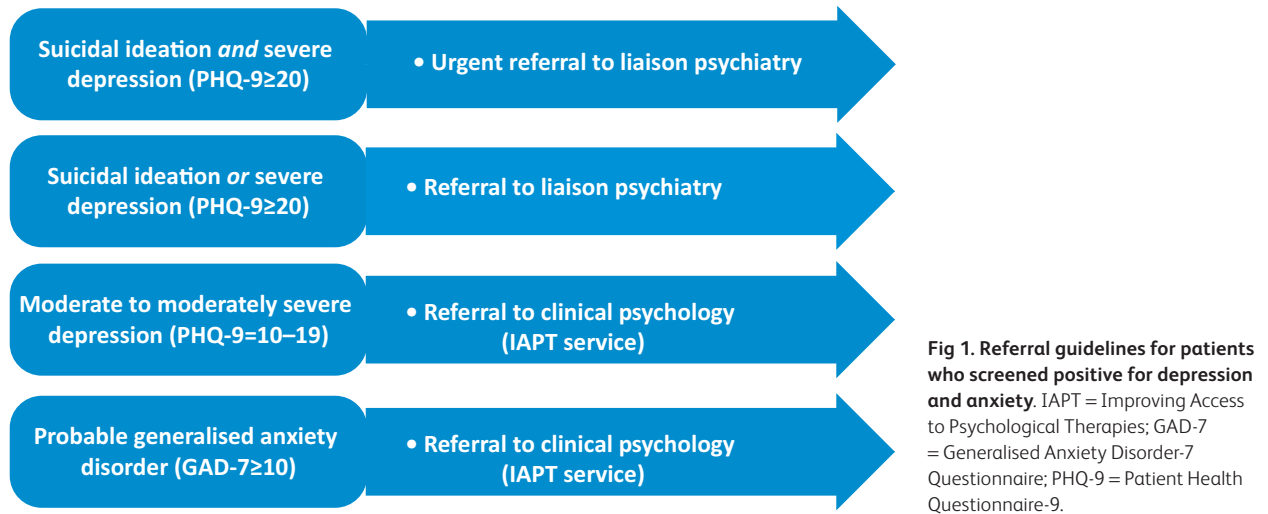 Suicidal ideation and severe
depression (PHQ-9≥20)
• Urgent referral to liaison psychiatry
Suicidal ideation or severe
depression (PHQ-9≥20)
• Referral to liaison psychiatry
Moderate to moderately severe
depression (PHQ-9=10–19)
• Referral to clinical psychology
(IAPT service)
Probable generalised anxiety
disorder (GAD-7≥10)
• Referral to clinical psychology
(IAPT service)
Fig 1. Referral guidelines for patients
who screened positive for depression
and anxiety. IAPT = Improving Access
to Psychological Therapies; GAD-7
= Generalised Anxiety Disorder-7
Questionnaire; PHQ-9 = Patient Health
Questionnaire-9.